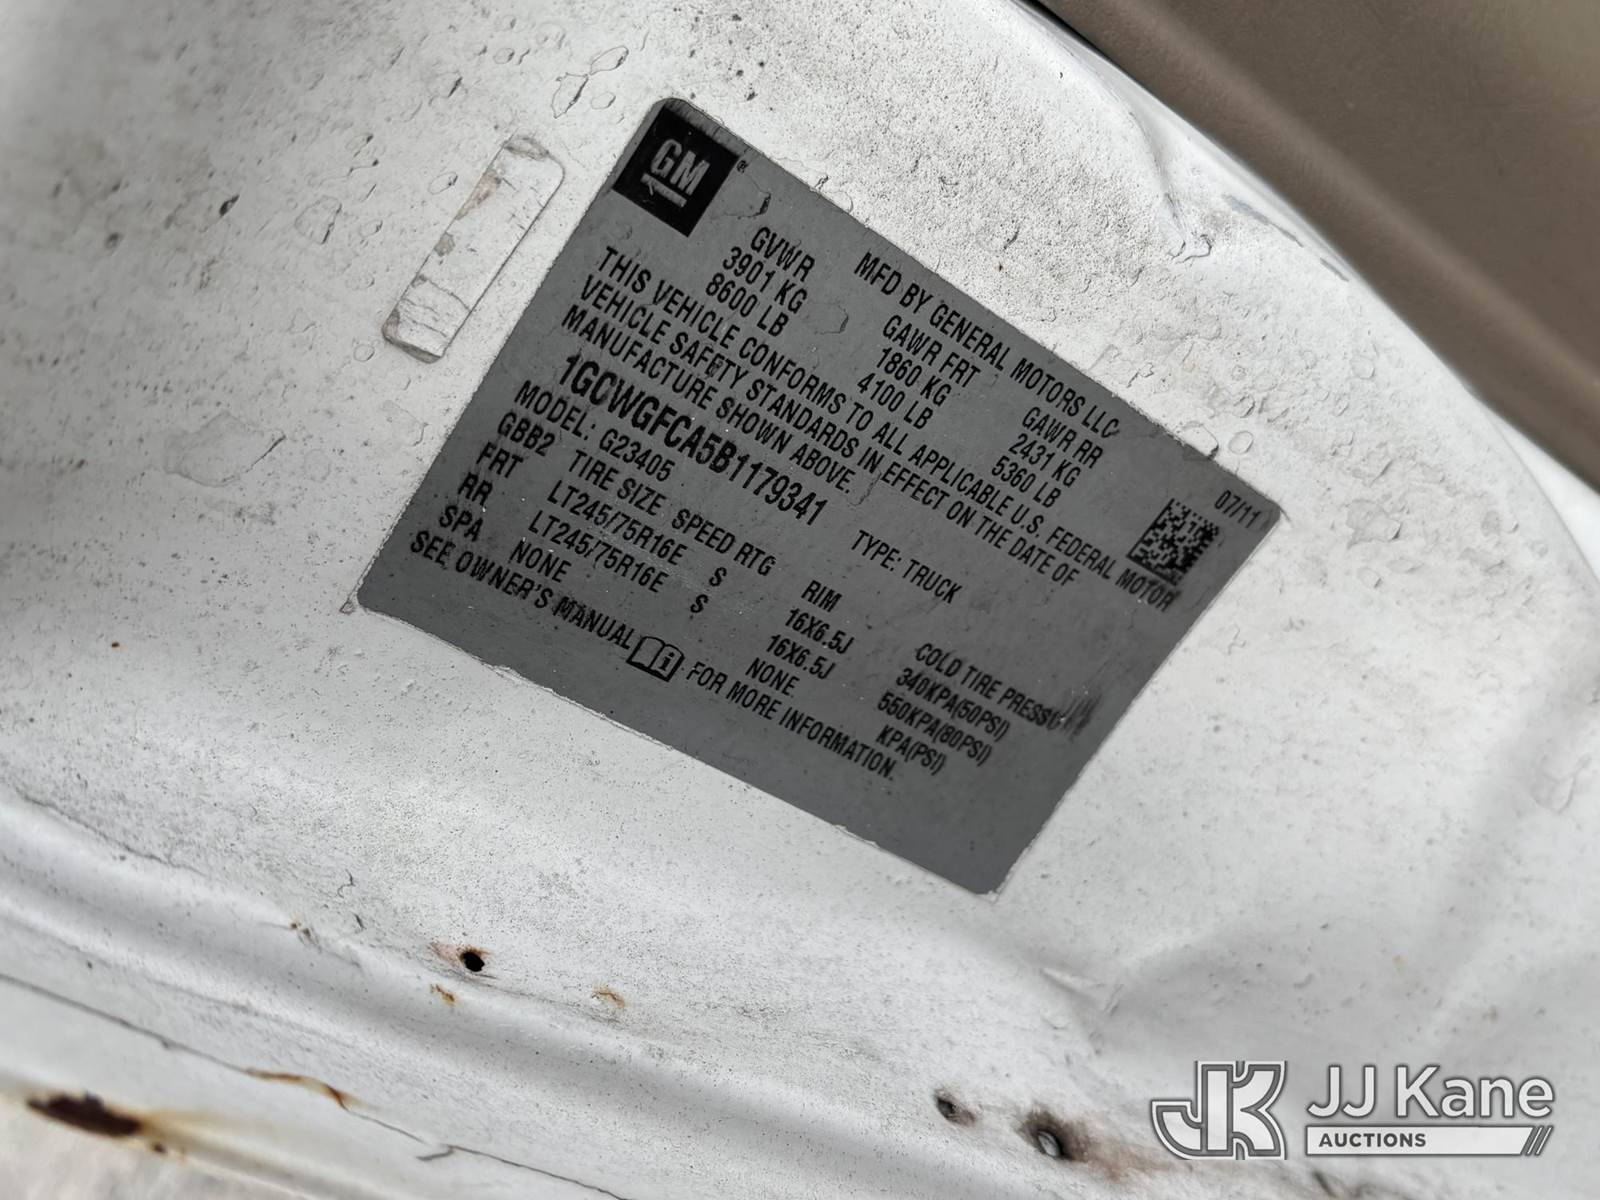 GM
MFD BY GENERAL MOTORS LLC 07/11
GVWR GAWR FRT GAWR RR
3901 KG 1860 KG 2431 KG
8600 LB 4100 LB 5360 LB
THIS VEHICLE CONFORMS TO ALL APPLICABLE U.S. FEDERAL MOTOR
VEHICLE SAFETY STANDARDS IN EFFECT ON THE DATE OF
MANUFACTURE SHOWN ABOVE.
1GCWGFCA5B1179341 TYPE: TRUCK
MODEL: G23405
GBB2 TIRE SIZE SPEED RTG RIM COLD TIRE PRESSURE
FRT LT245/75R16E S 16X6.5J 340KPA(50PSI)
RR LT245/75R16E S 16X6.5J 550KPA(80PSI)
SPA NONE NONE KPA(PSI)
SEE OWNER'S MANUAL FOR MORE INFORMATION.
JK JJ Kane
AUCTIONS